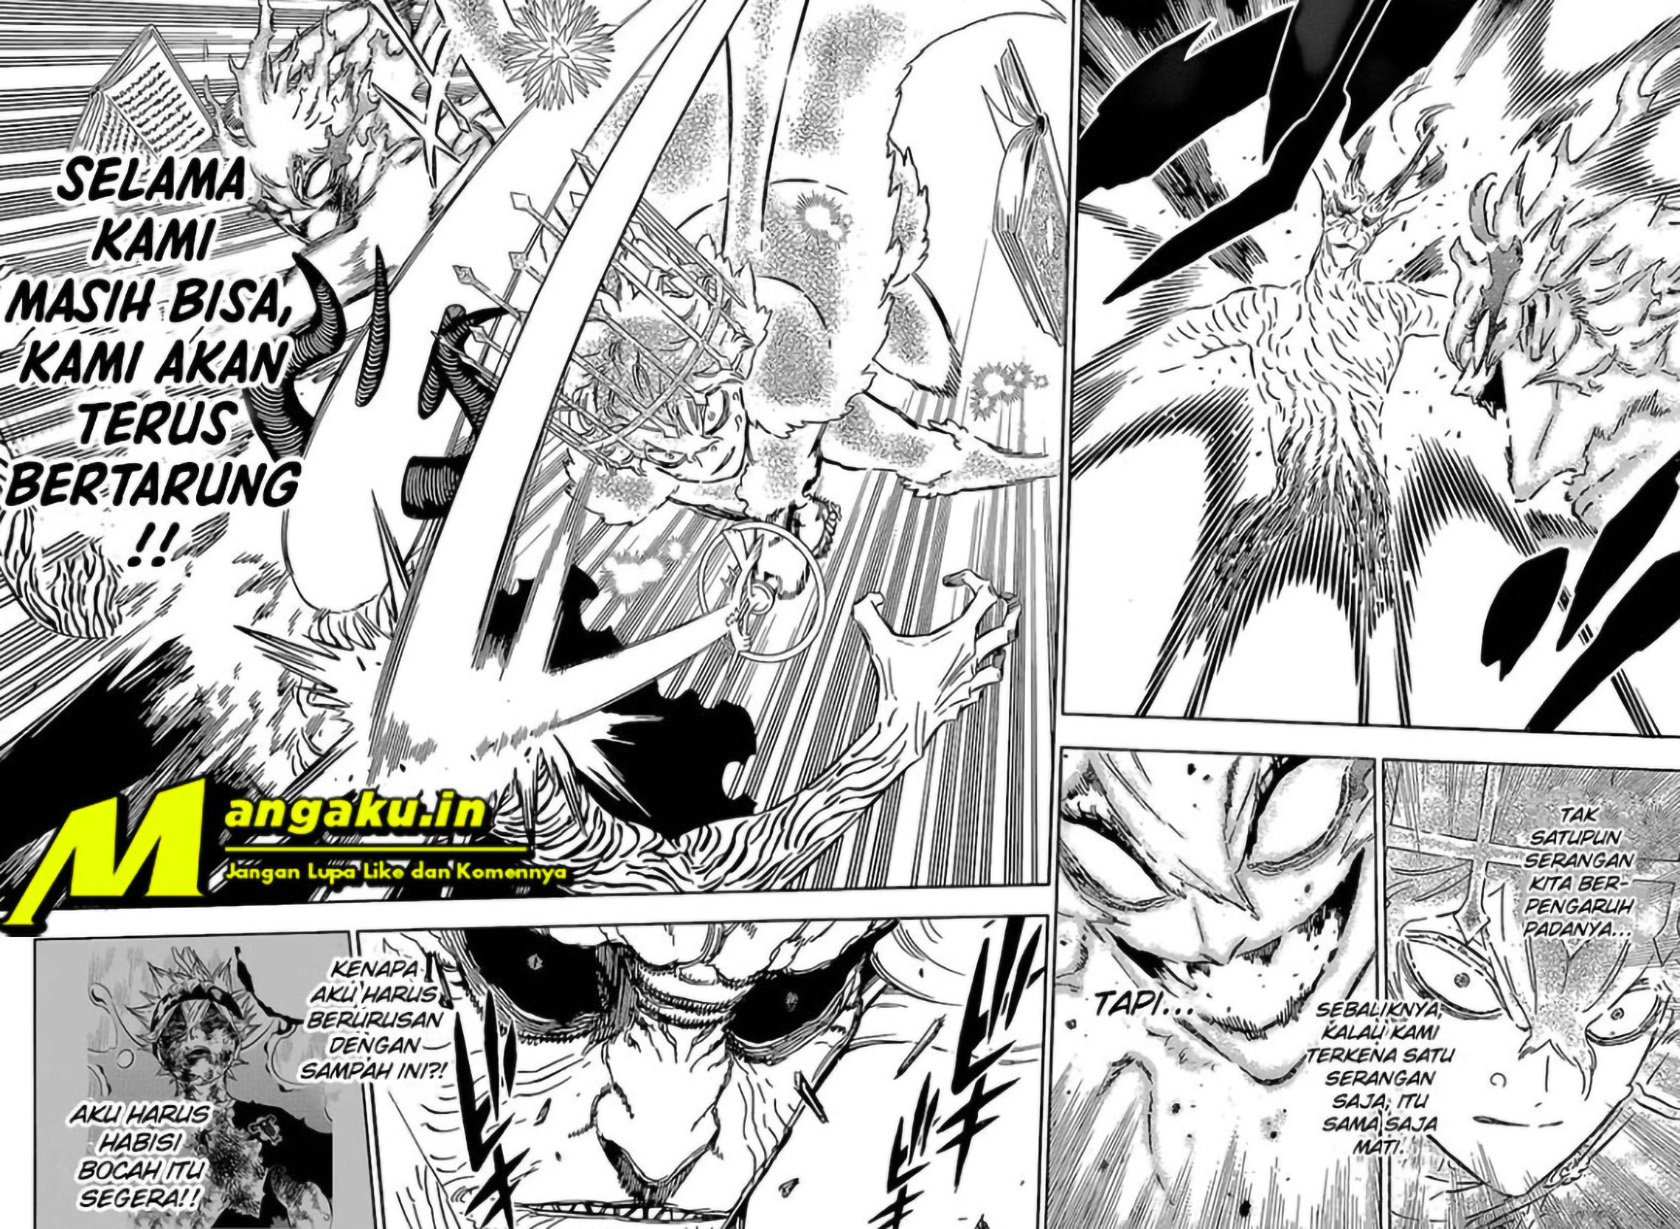 TAK
SATUPUN
SERANGAN
KITA BER-
PENGARUH
PADANYA...
SEBALIKNYA,
KALAU KAMI
TERKENA SATU
SERANGAN
SAJA, ITU
SAMA SAJA
MATI.
TAPI...
SELAMA
KAMI
MASIH BISA,
KAMI AKAN
TERUS
BERTARUNG
!!
Mangaku.in
Jangan Lupa Like dan Komennya
KENAPA
AKU HARUS
BERURUSAN
DENGAN
SAMPAH INI?!
AKU HARUS
HABISI
BOCAH ITU
SEGERA!!